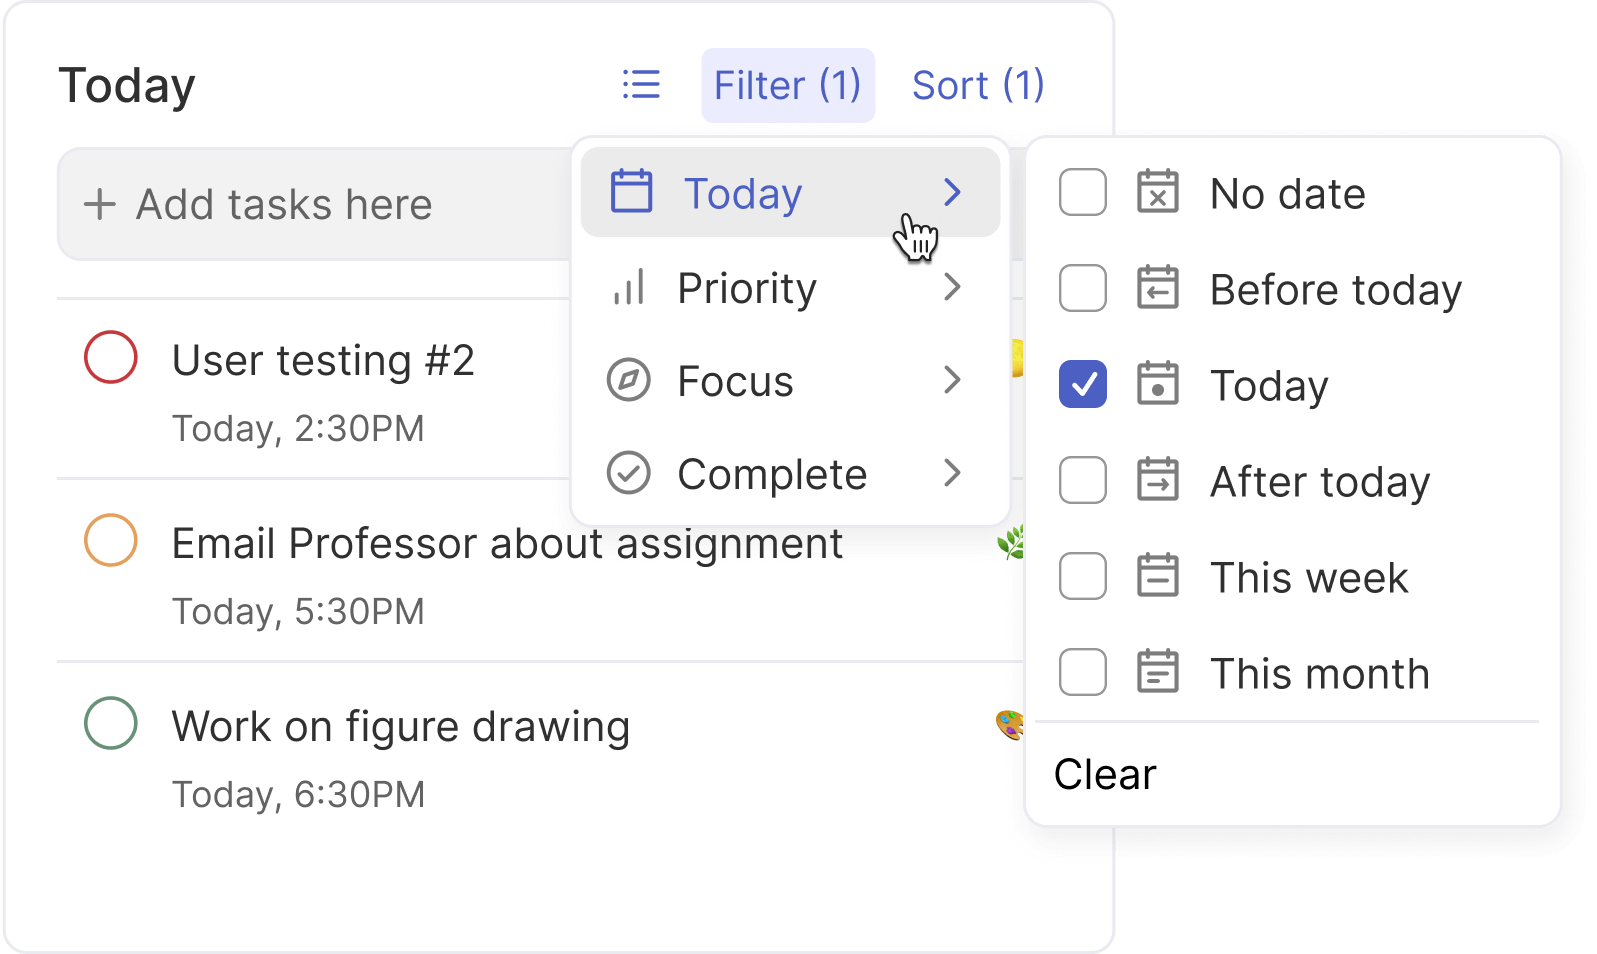 Today
Filter (1)
Sort (1)
+ Add tasks here
User testing #2
Today, 2:30PM
Email Professor about assignment
Today, 5:30PM
Work on figure drawing
Today, 6:30PM
Today
Priority
Focus
Complete
No date
Before today
Today
After today
This week
This month
Clear